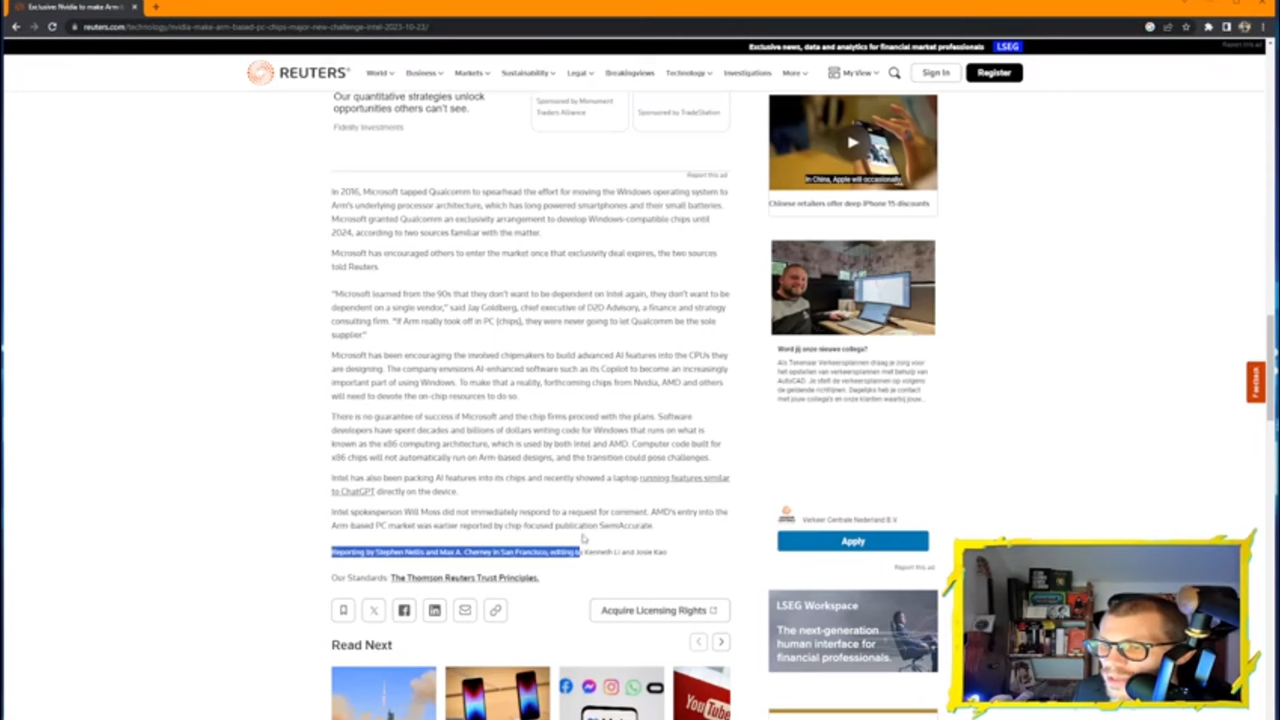 Exclusive: Nvidia to make Arm-
reuters.com/technology/nvidia-make-arm-based-pc-chips-major-new-challenge-intel-2023-10-23/
Exclusive news, data and analytics for financial market professionals LSEG
Report this ad
REUTERS
World Business Markets Sustainability Legal Breakingviews Technology Investigations More My View Sign In Register
Our quantitative strategies unlock
opportunities others can't see.
Fidelity Investments
Sponsored by Monument
Traders Alliance
Sponsored by TradeStation
Report this ad
In 2016, Microsoft tapped Qualcomm to spearhead the effort for moving the Windows operating system to
Arm's underlying processor architecture, which has long powered smartphones and their small batteries.
Microsoft granted Qualcomm an exclusivity arrangement to develop Windows-compatible chips until
2024, according to two sources familiar with the matter.
Microsoft has encouraged others to enter the market once that exclusivity deal expires, the two sources
told Reuters.
"Microsoft learned from the 90s that they don't want to be dependent on Intel again, they don't want to be
dependent on a single vendor," said Jay Goldberg, chief executive of D2D Advisory, a finance and strategy
consulting firm. "If Arm really took off in PC (chips), they were never going to let Qualcomm be the sole
supplier."
Microsoft has been encouraging the involved chipmakers to build advanced AI features into the CPUs they
are designing. The company envisions AI-enhanced software such as its Copilot to become an increasingly
important part of using Windows. To make that a reality, forthcoming chips from Nvidia, AMD and others
will need to devote the on-chip resources to do so.
There is no guarantee of success if Microsoft and the chip firms proceed with the plans. Software
developers have spent decades and billions of dollars writing code for Windows that runs on what is
known as the x86 computing architecture, which is used by both Intel and AMD. Computer code built for
x86 chips will not automatically run on Arm-based designs, and the transition could pose challenges.
Intel has also been packing AI features into its chips and recently showed a laptop running features similar
to ChatGPT directly on the device.
Intel spokesperson Will Moss did not immediately respond to a request for comment. AMD's entry into the
Arm-based PC market was earlier reported by chip-focused publication SemiAccurate.
Reporting by Stephen Nellis and Max A. Cherney in San Francisco, editing by Kenneth Li and Josie Kao
Our Standards: The Thomson Reuters Trust Principles.
Acquire Licensing Rights
Read Next
YouTube
In China, Apple will occasionally
Chinese retailers offer deep iPhone 15 discounts
Word jij onze nieuwe collega?
Als Tekenaar Verkeersplannen draag je zorg voor
het opstellen van verkeersplannen met behulp van
AutoCAD. Je stelt de verkeersplannen op volgens
de geldende richtlijnen. Dagelijks heb je contact
met jouw collega's en onze klanten waarbij jouw...
Verkeer Centrale Nederland B.V.
Apply
Report this ad
LSEG Workspace
The next-generation
human interface for
financial professionals.
Feedback